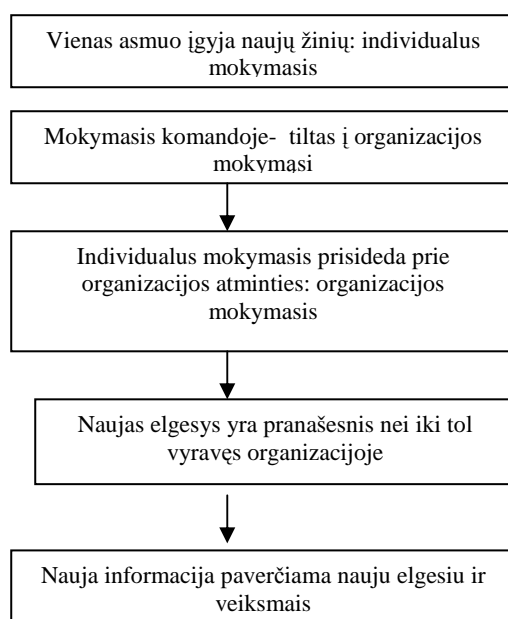 Vienas asmuo įgyja naujų žinių: individualus
mokymasis
Mokymasis komandoje- tiltas į organizacijos
mokymąsi
Individualus mokymasis prisideda prie
organizacijos atminties: organizacijos
mokymasis
Naujas elgesys yra pranašesnis nei iki tol
vyravęs organizacijoje
Nauja informacija paverčiama nauju elgesiu ir
veiksmais